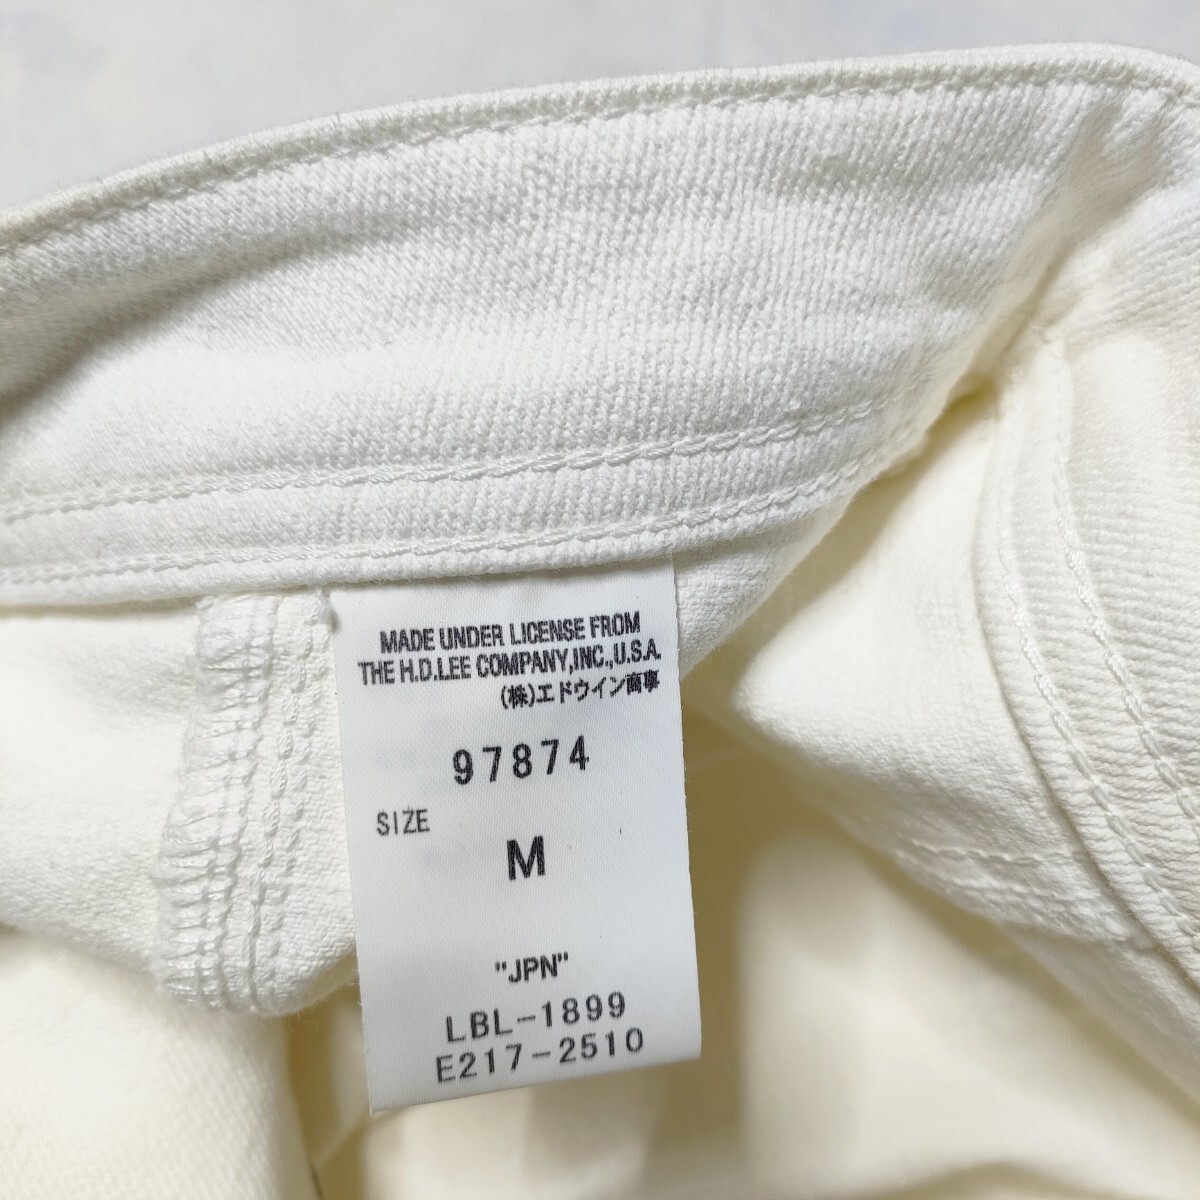 MADE UNDER LICENSE FROM
THE H.D.LEE COMPANY,INC.,U.S.A.
(株)エドウイン商事
97874
SIZE
M
"JPN"
LBL-1899
E217-2510